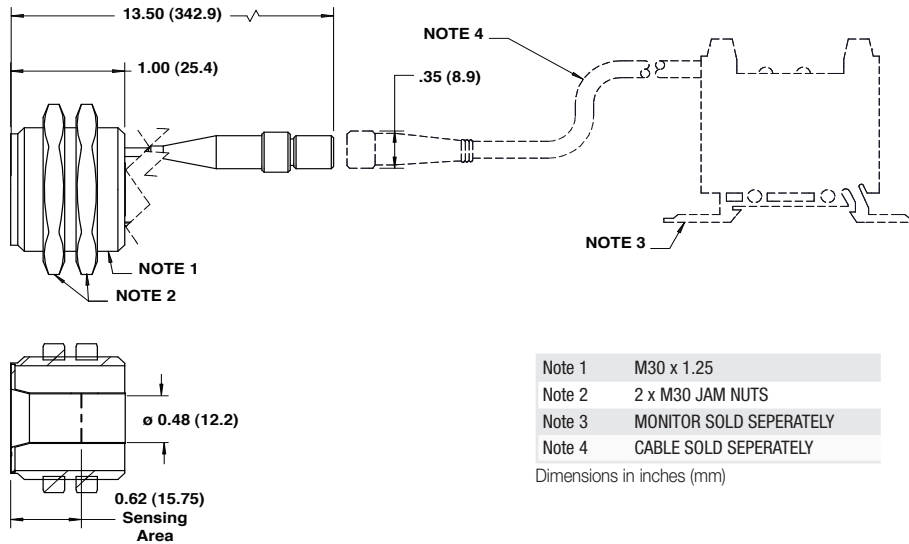 13.50 (342.9)
NOTE 4
1.00 (25.4)
.35 (8.9)
NOTE 3
NOTE 1
NOTE 2
ø 0.48 (12.2)
0.62 (15.75)
Sensing
Area
Note 1 M30 x 1.25
Note 2 2 x M30 JAM NUTS
Note 3 MONITOR SOLD SEPERATELY
Note 4 CABLE SOLD SEPERATELY
Dimensions in inches (mm)